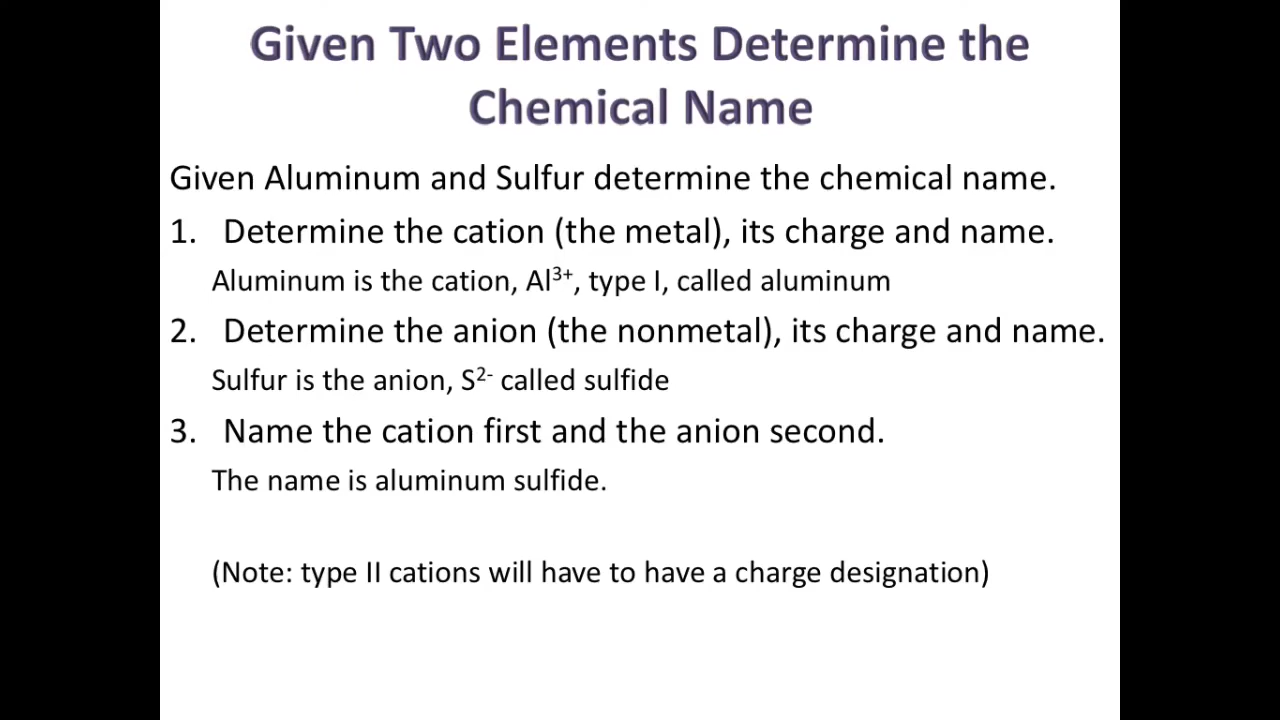 Given Two Elements Determine the
Chemical Name
Given Aluminum and Sulfur determine the chemical name.
1. Determine the cation (the metal), its charge and name.
Aluminum is the cation, Al³⁺, type I, called aluminum
2. Determine the anion (the nonmetal), its charge and name.
Sulfur is the anion, S²⁻ called sulfide
3. Name the cation first and the anion second.
The name is aluminum sulfide.
(Note: type II cations will have to have a charge designation)